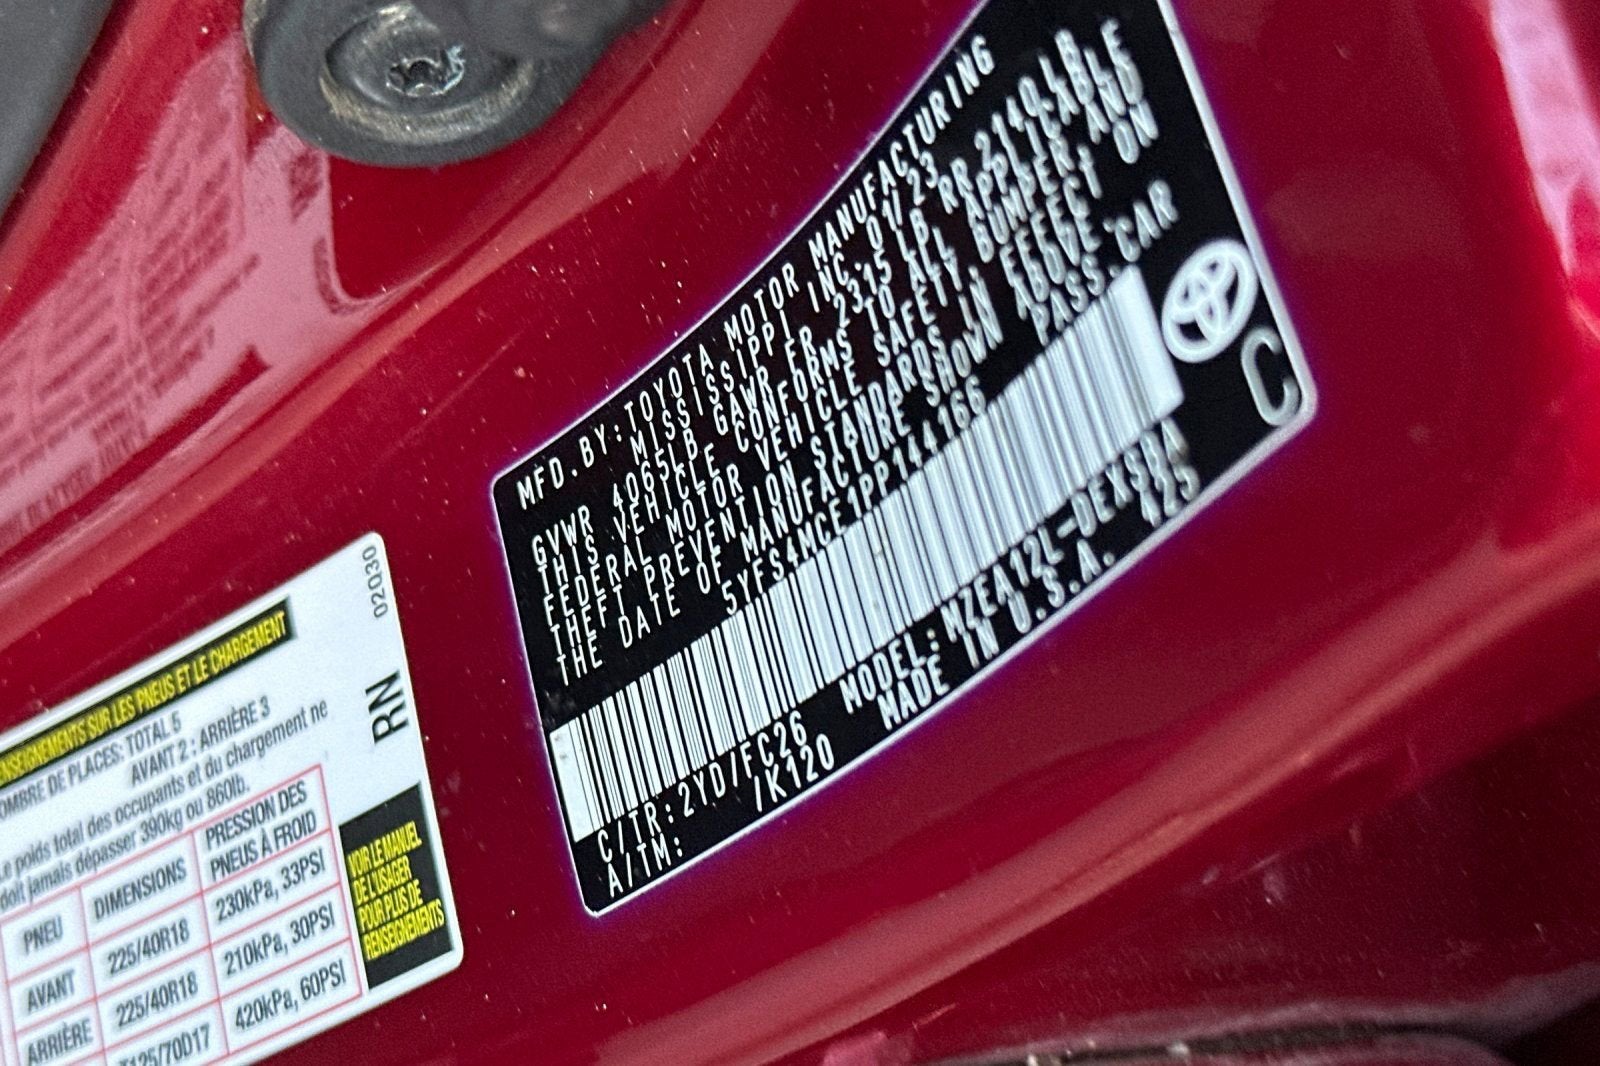 MFD. BY: TOYOTA MOTOR MANUFACTURING
MISSISSIPPI INC. 01/23
GVWR 4065LB GAWR FR 2315 LB RR 2140 LB
THIS VEHICLE CONFORMS TO ALL APPLICABLE
FEDERAL MOTOR VEHICLE SAFETY, BUMPER, AND
THEFT PREVENTION STANDARDS IN EFFECT ON
THE DATE OF MANUFACTURE SHOWN ABOVE.
5YFS4MCE1PP144166 PASS. CAR
C/TR: 2YD/FC26 MODEL: MZEA12L-DEXSBA
A/TM: /K120 MADE IN U.S.A. 425
C
02030
RN
SUR LES PNEUS ET LE CHARGEMENT
DE PLACES: TOTAL 5
AVANT 2 : ARRIÈRE 3
poids total des occupants et du chargement ne
doit jamais dépasser 390kg ou 860lb.
PNEU DIMENSIONS PRESSION DES PNEUS À FROID
AVANT 225/40R18 230kPa, 33PSI
ARRIÈRE 225/40R18 210kPa, 30PSI
T125/70D17 420kPa, 60PSI
VOIR LE MANUEL
DE L'USAGER
POUR PLUS DE
RENSEIGNEMENTS